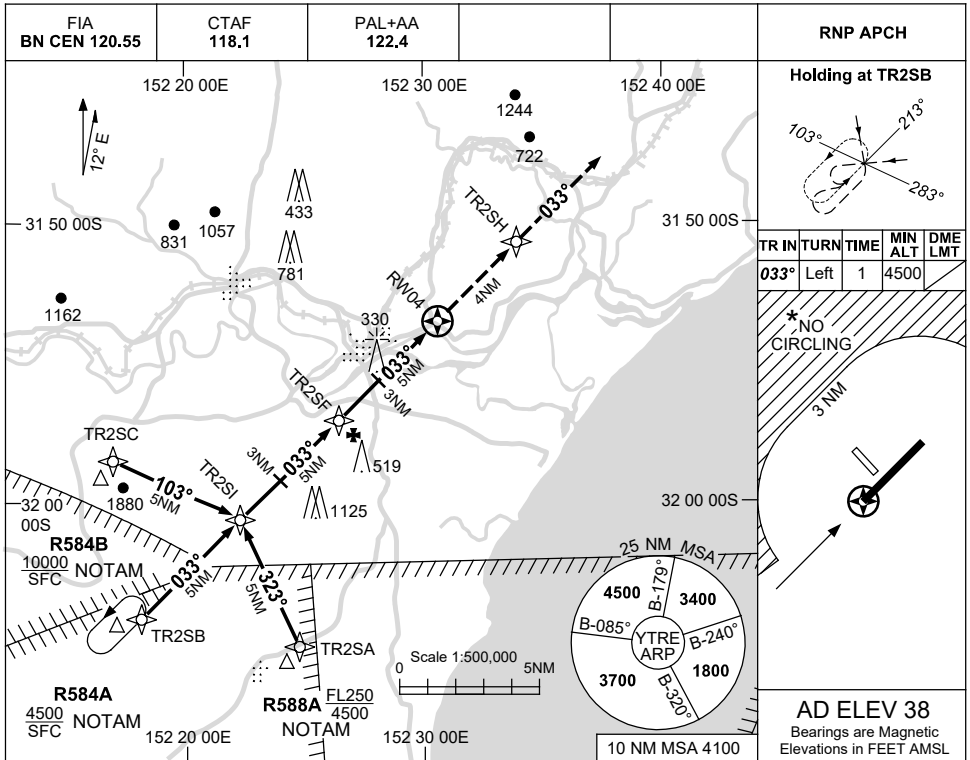 FIA
BN CEN 120.55
CTAF
118.1
PAL+AA
122.4
RNP APCH
152 20 00E
152 30 00E
152 40 00E
12° E
1244
722
433
781
831
1057
1162
31 50 00S
31 50 00S
TR2SH
033°
4NM
RW04
330
033°
5NM
3NM
TR2SF
519
TR2SC
103°
5NM
1880
TR2SI
3NM
033°
5NM
1125
32 00
00S
32 00 00S
R584B
10000
SFC
NOTAM
033°
5NM
323°
5NM
TR2SB
TR2SA
R584A
4500
SFC
NOTAM
R588A
FL250
4500
NOTAM
152 20 00E
152 30 00E
0
Scale 1:500,000
5NM
25 NM MSA
4500
B-179°
3400
B-085°
YTRE
ARP
B-240°
3700
1800
B-320°
10 NM MSA 4100
Holding at TR2SB
103°
213°
283°
TR IN
TURN
TIME
MIN
ALT
DME
LMT
033°
Left
1
4500
*NO
CIRCLING
3 NM
AD ELEV 38
Bearings are Magnetic
Elevations in FEET AMSL